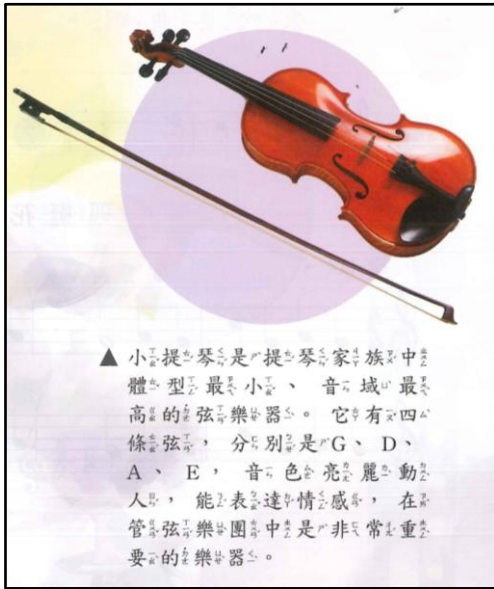 ▲小提琴是提琴家族中
體型最小、音域最
高的弦樂器。它有四
條弦,分別是G、D、
A、E,音色亮麗動
人,能表達情感,在
管弦樂團中是非常重
要的樂器。